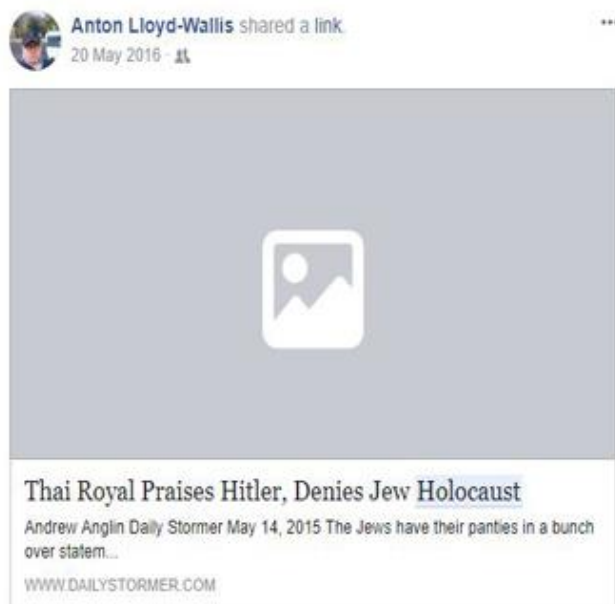 Anton Lloyd-Wallis shared a link.
20 May 2016
Thai Royal Praises Hitler, Denies Jew Holocaust
Andrew Anglin Daily Stormer May 14, 2015 The Jews have their panties in a bunch
over statem...
WWW.DAILYSTORMER.COM